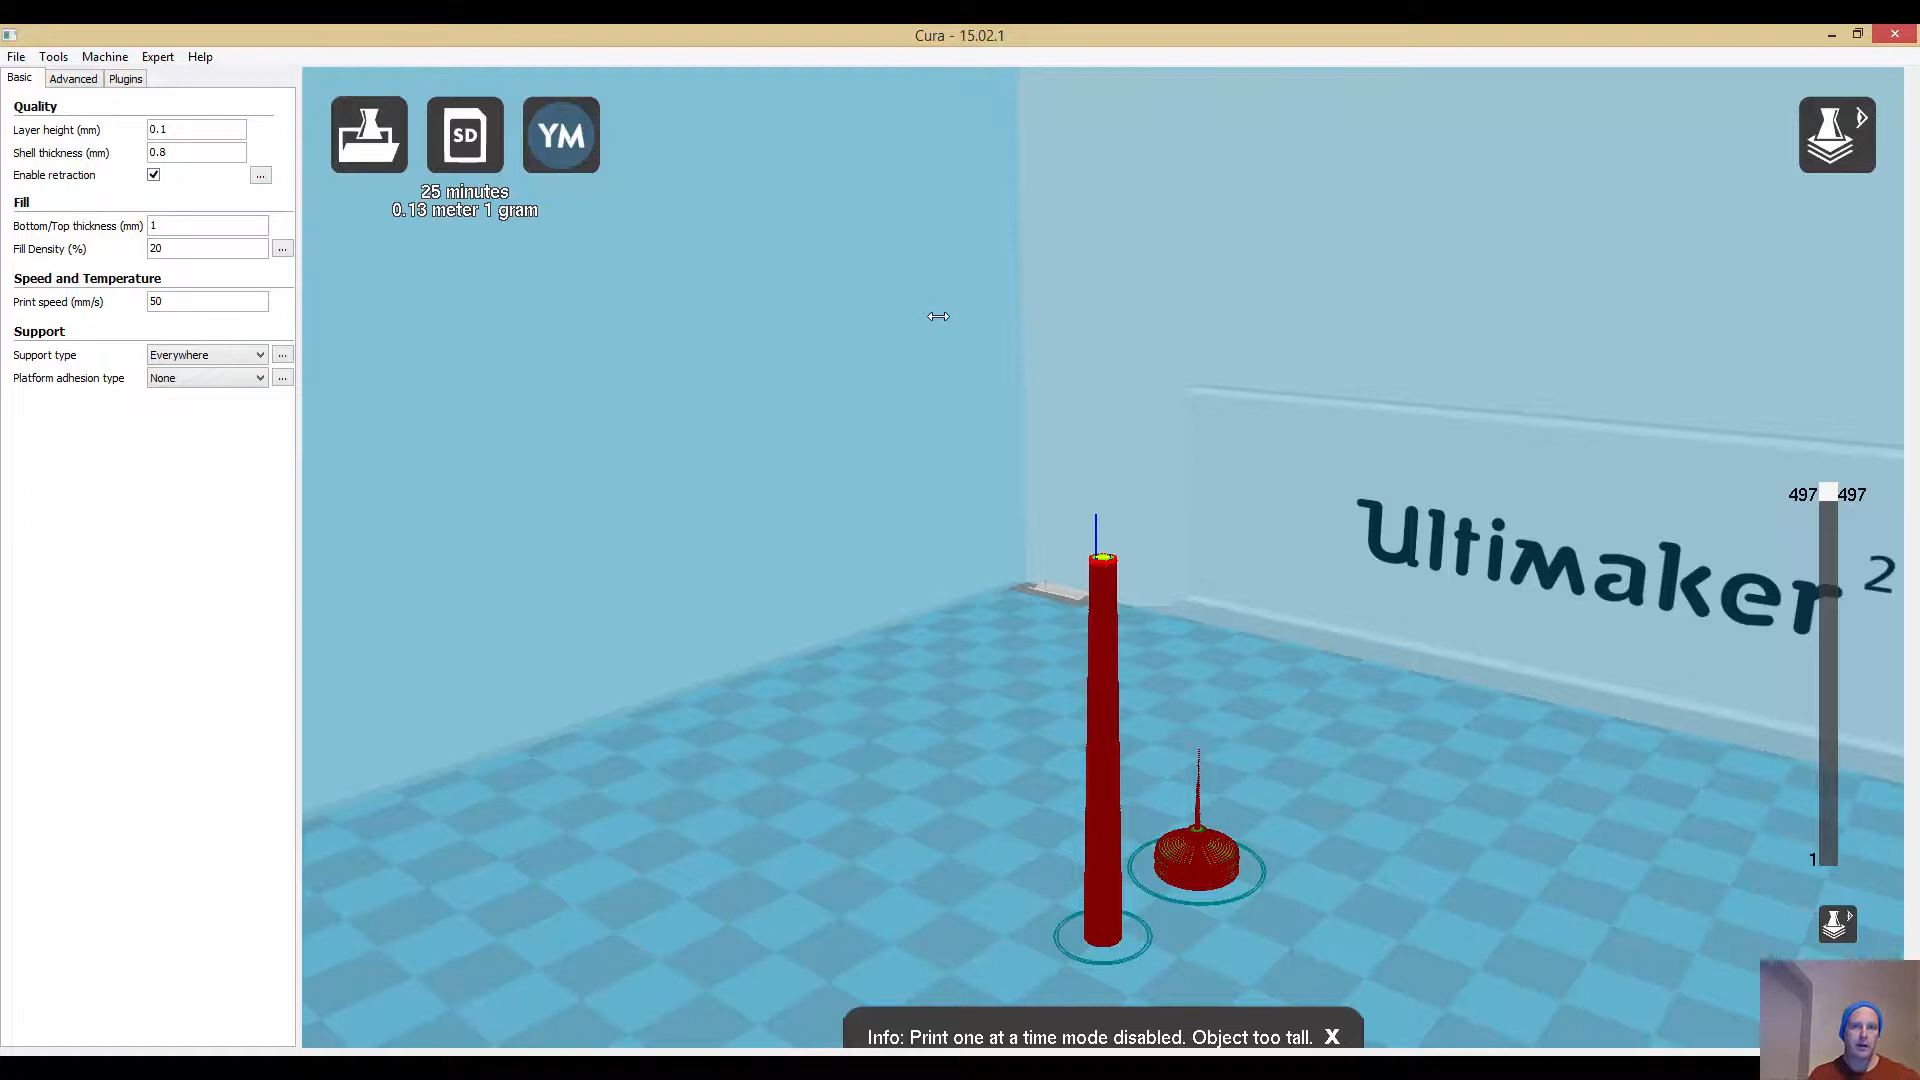 Cura - 15.02.1
File Tools Machine Expert Help
Basic Advanced Plugins
Quality
Layer height (mm) 0.1
Shell thickness (mm) 0.8
Enable retraction ...
Fill
Bottom/Top thickness (mm) 1
Fill Density (%) 20 ...
Speed and Temperature
Print speed (mm/s) 50
Support
Support type Everywhere ...
Platform adhesion type None ...
SD
YM
25 minutes
0.13 meter 1 gram
Ultimaker 2
497 497
1
Info: Print one at a time mode disabled. Object too tall. X